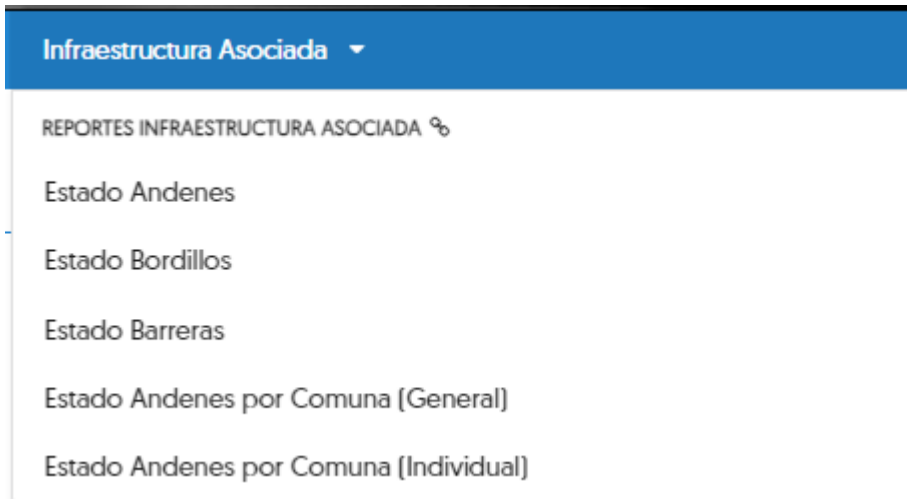 Infraestructura Asociada
REPORTES INFRAESTRUCTURA ASOCIADA
Estado Andenes
Estado Bordillos
Estado Barreras
Estado Andenes por Comuna (General)
Estado Andenes por Comuna (Individual)